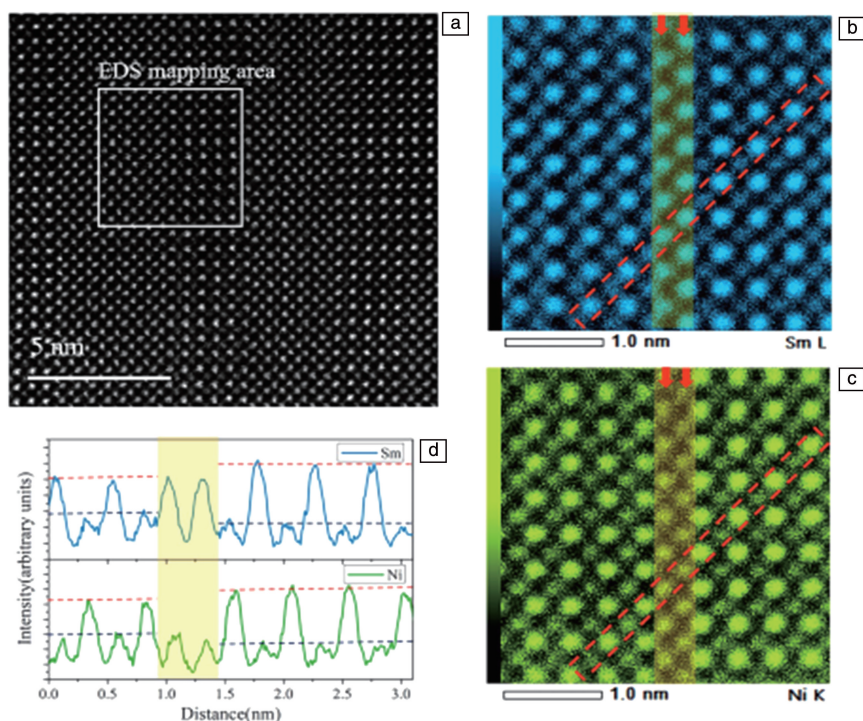 a
EDS mapping area
5 nm
b
1.0 nm
Sm L
c
1.0 nm
Ni K
d
Sm
Ni
Intensity(arbitrary units)
0.0 0.5 1.0 1.5 2.0 2.5 3.0
Distance(nm)